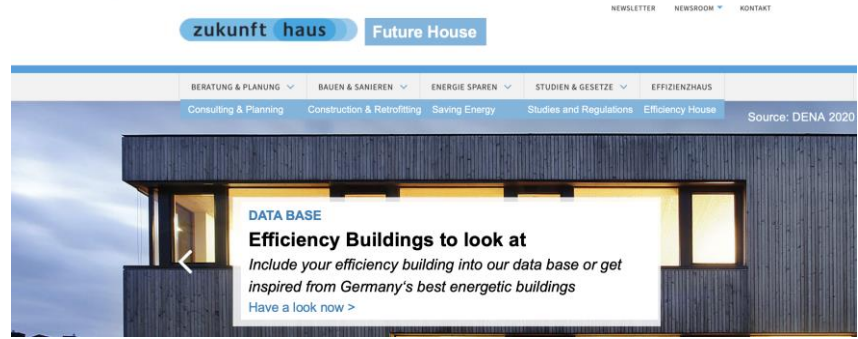 NEWSLETTER NEWSROOM KONTAKT
zukunft haus Future House
BERATUNG & PLANUNG BAUEN & SANIEREN ENERGIE SPAREN STUDIEN & GESETZE EFFIZIENZHAUS
Consulting & Planning Construction & Retrofitting Saving Energy Studies and Regulations Efficiency House
Source: DENA 2020
DATA BASE
Efficiency Buildings to look at
Include your efficiency building into our data base or get
inspired from Germany‘s best energetic buildings
Have a look now >